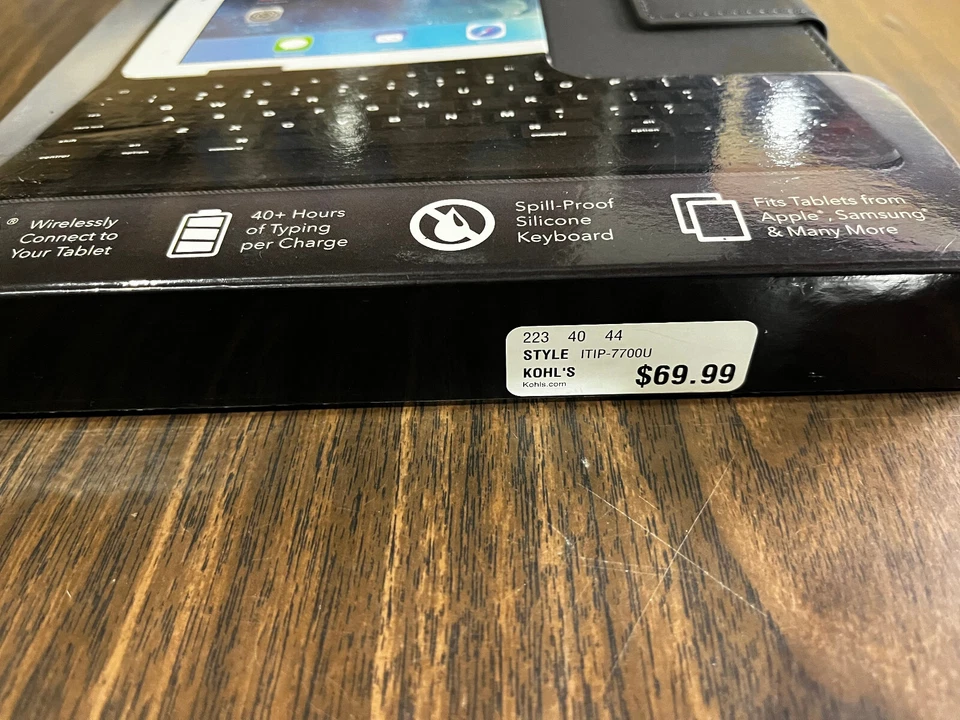 ® Wirelessly
Connect to
Your Tablet
40+ Hours
of Typing
per Charge
Spill-Proof
Silicone
Keyboard
Fits Tablets from
Apple®, Samsung®
& Many More
223 40 44
STYLE ITIP-7700U
KOHL'S
Kohls.com
$69.99